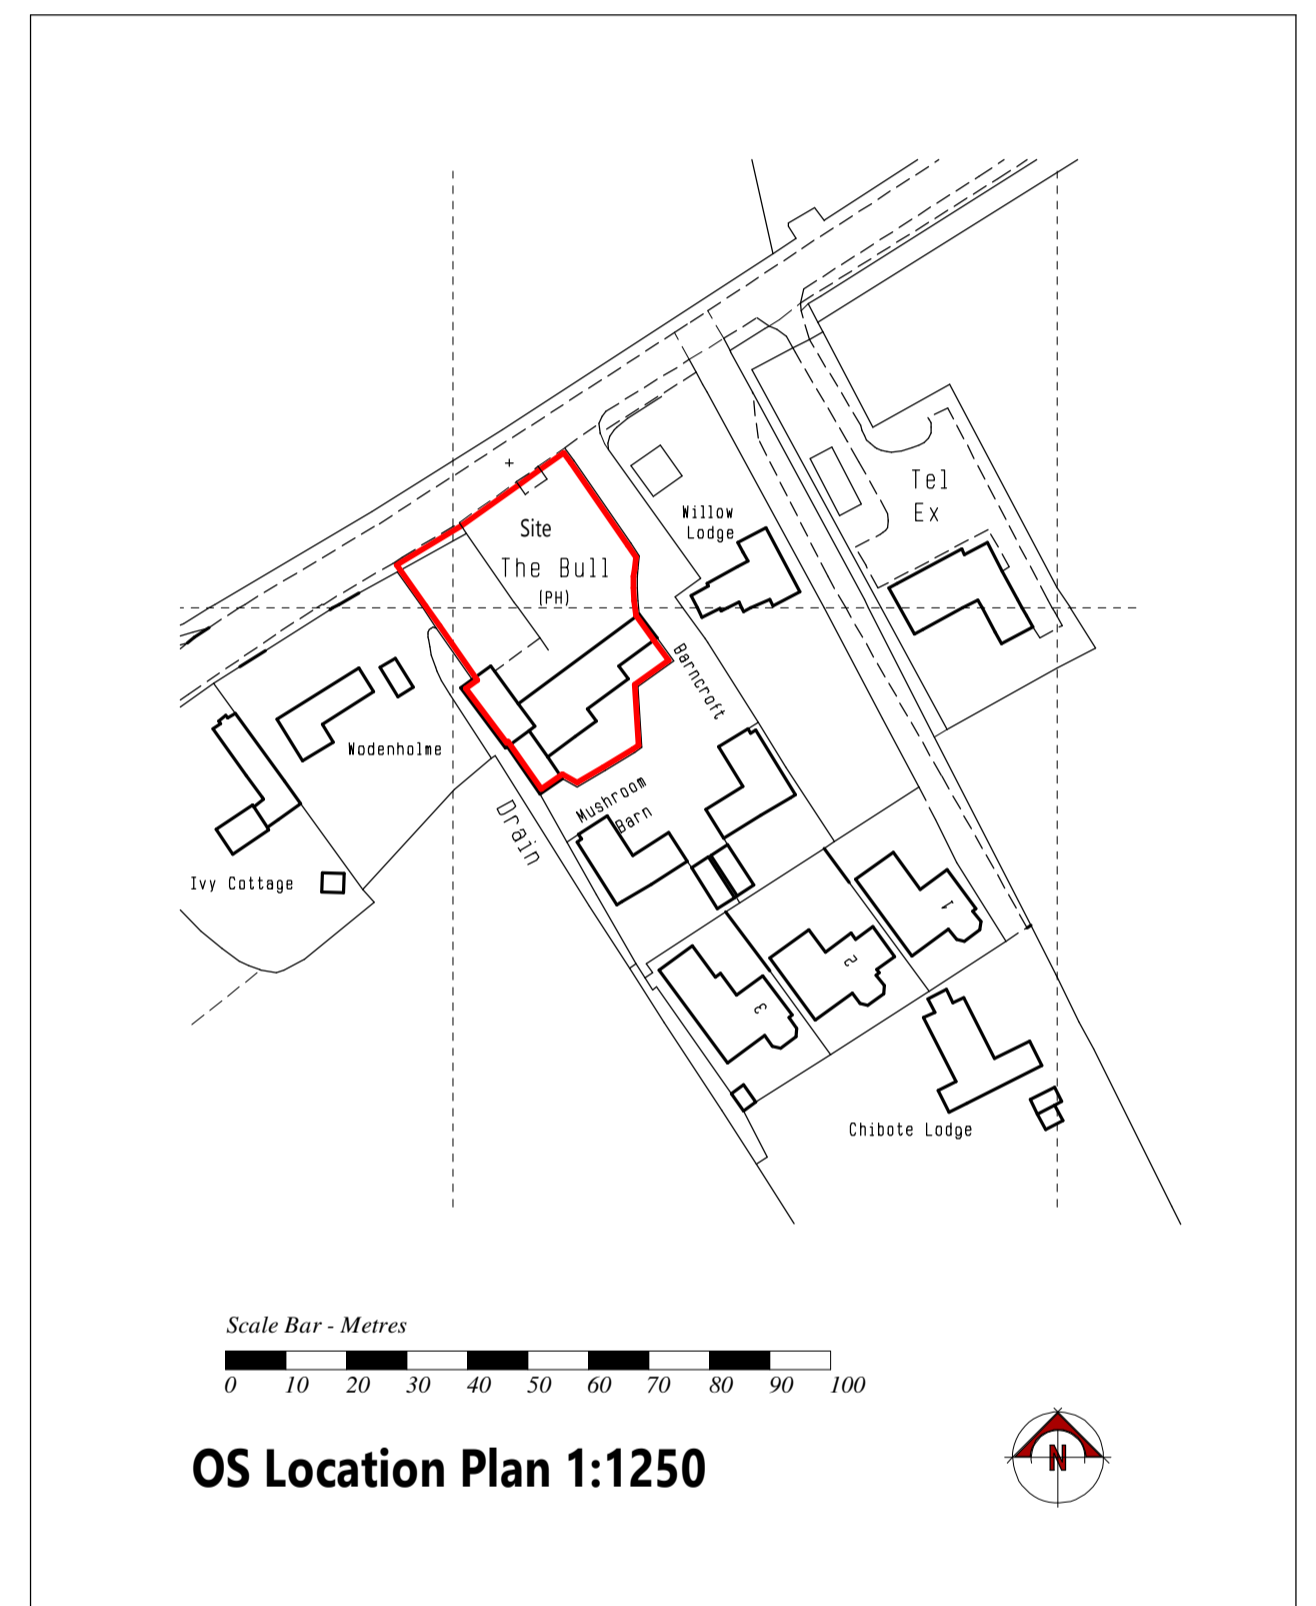 Tel
Ex
Willow
Lodge
Site
The Bull
(PH)
Barncroft
Wodenholme
Mushroom
Barn
Drain
Ivy Cottage
1
2
3
Chibote Lodge
Scale Bar - Metres
0 10 20 30 40 50 60 70 80 90 100
OS Location Plan 1:1250
N